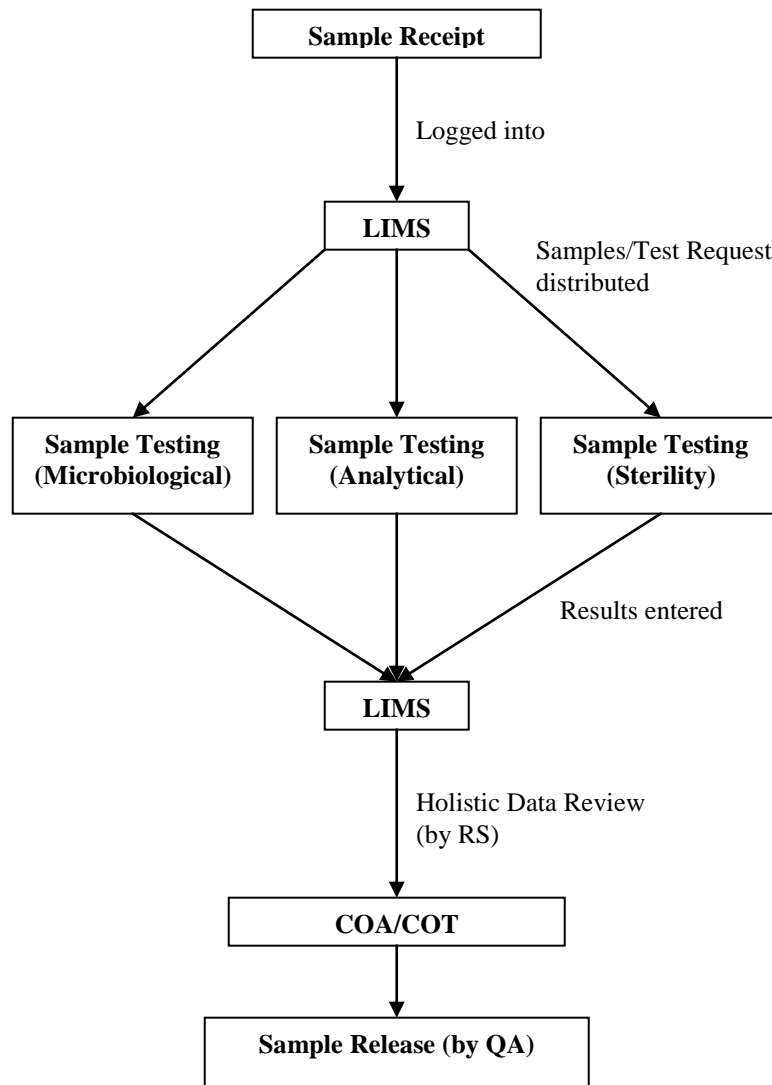 Sample Receipt
Logged into
LIMS
Samples/Test Request
distributed
Sample Testing
(Microbiological)
Sample Testing
(Analytical)
Sample Testing
(Sterility)
Results entered
LIMS
Holistic Data Review
(by RS)
COA/COT
Sample Release (by QA)